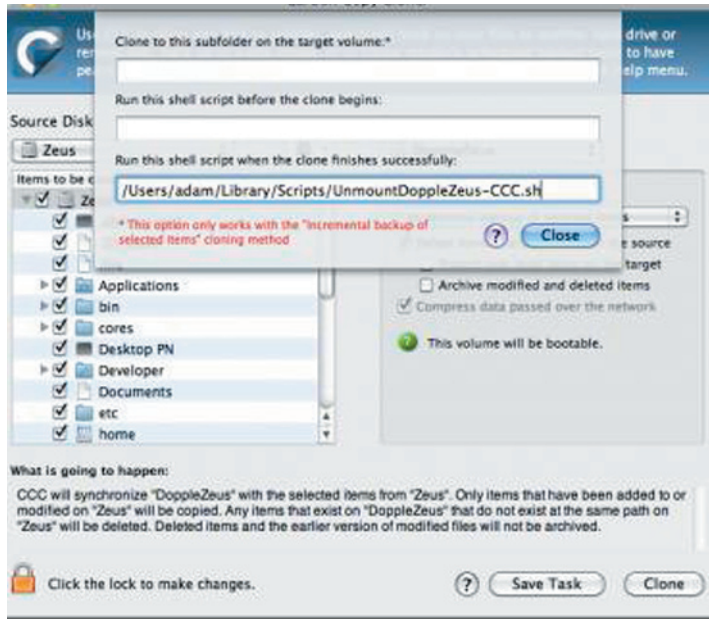 Us
drive or
rem
to have
pe
elp menu.
Clone to this subfolder on the target volume:*
Run this shell script before the clone begins:
Run this shell script when the clone finishes successfully:
/Users/adam/Library/Scripts/UnmountDoppleZeus-CCC.sh
* This option only works with the "Incremental backup of
selected items" cloning method
?
Close
Source Disk
Zeus
Items to be c
Ze
s
e source
target
Applications
Archive modified and deleted items
bin
Compress data passed over the network
cores
Desktop PN
This volume will be bootable.
Developer
Documents
etc
home
What is going to happen:
CCC will synchronize "DoppleZeus" with the selected items from "Zeus". Only items that have been added to or
modified on "Zeus" will be copied. Any items that exist on "DoppleZeus" that do not exist at the same path on
"Zeus" will be deleted. Deleted items and the earlier version of modified files will not be archived.
Click the lock to make changes.
?
Save Task
Clone